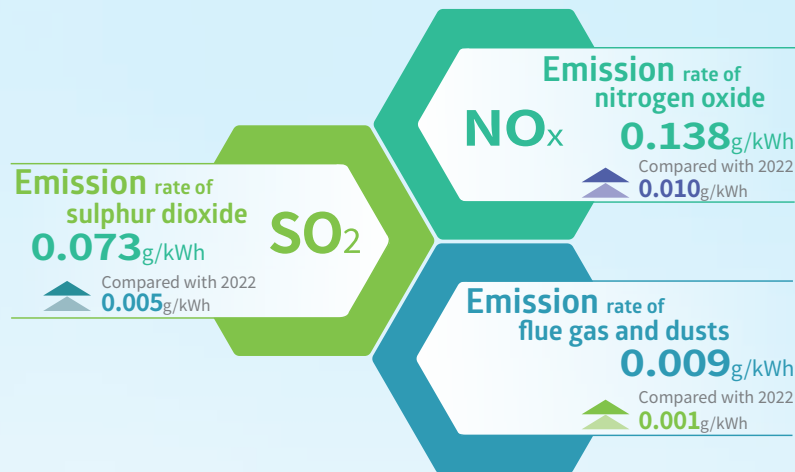 Emission rate of
nitrogen oxide
NOx
0.138g/kWh
Compared with 2022
0.010g/kWh
Emission rate of
sulphur dioxide
SO2
0.073g/kWh
Compared with 2022
0.005g/kWh
Emission rate of
flue gas and dusts
0.009g/kWh
Compared with 2022
0.001g/kWh